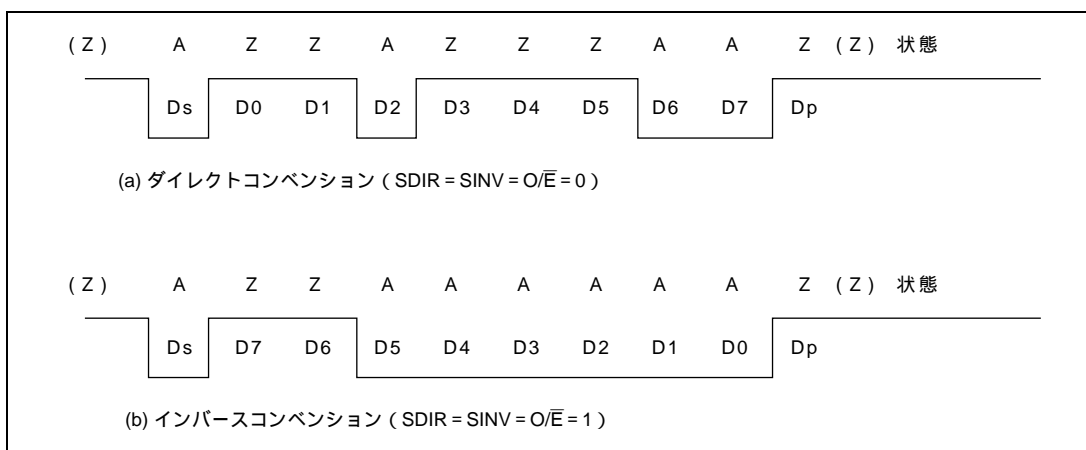 (Z) A Z Z A Z Z Z A A Z (Z) 状態
Ds D0 D1 D2 D3 D4 D5 D6 D7 Dp
(a) ダイレクトコンベンション（SDIR = SINV = O/E̅ = 0）
(Z) A Z Z A A A A A A Z (Z) 状態
Ds D7 D6 D5 D4 D3 D2 D1 D0 Dp
(b) インバースコンベンション（SDIR = SINV = O/E̅ = 1）